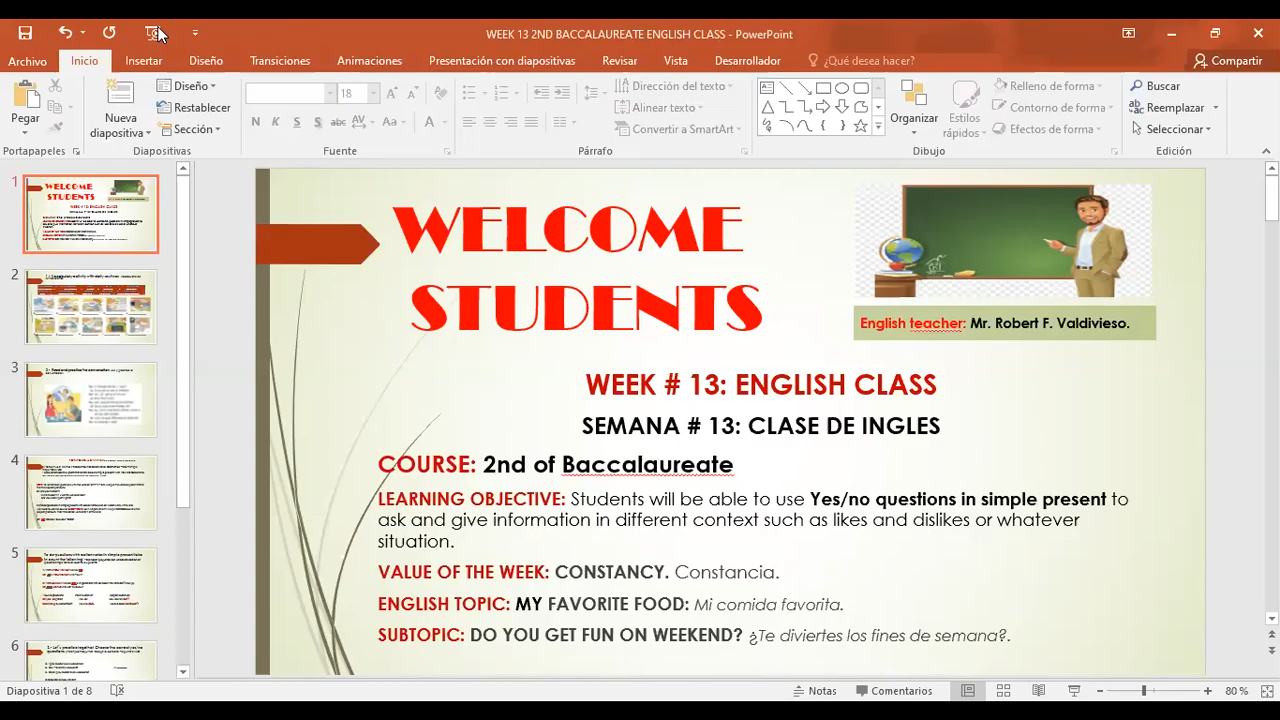 WEEK 13 2ND BACCALAUREATE ENGLISH CLASS - PowerPoint
Archivo Inicio Insertar Diseño Transiciones Animaciones Presentación con diapositivas Revisar Vista Desarrollador ¿Qué desea hacer? Compartir
Pegar
Nueva diapositiva
Diseño
Restablecer
Sección
18
Dirección del texto
Alinear texto
Convertir a SmartArt
Organizar
Estilos rápidos
Relleno de forma
Contorno de forma
Efectos de forma
Buscar
Reemplazar
Seleccionar
Portapapeles Diapositivas Fuente Párrafo Dibujo Edición
1
2
3
4
5
6
WELCOME
STUDENTS
English teacher: Mr. Robert F. Valdivieso.
WEEK # 13: ENGLISH CLASS
SEMANA # 13: CLASE DE INGLES
COURSE: 2nd of Baccalaureate
LEARNING OBJECTIVE: Students will be able to use Yes/no questions in simple present to
ask and give information in different context such as likes and dislikes or whatever
situation.
VALUE OF THE WEEK: CONSTANCY. Constancia.
ENGLISH TOPIC: MY FAVORITE FOOD: Mi comida favorita.
SUBTOPIC: DO YOU GET FUN ON WEEKEND? ¿Te diviertes los fines de semana?.
Diapositiva 1 de 8 Notas Comentarios 80 %